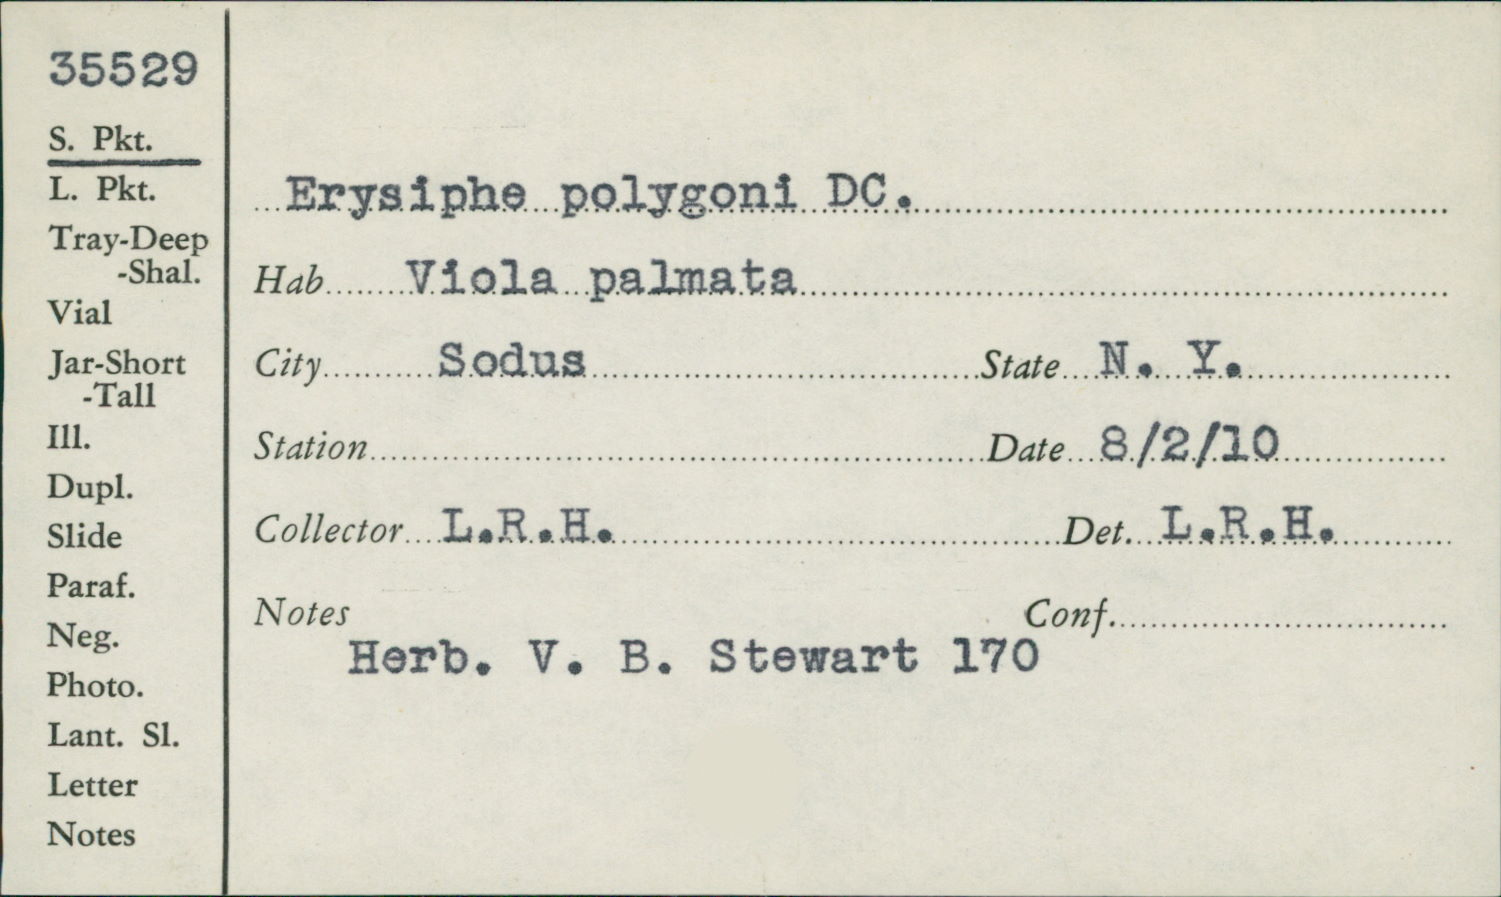 35529
S. Pkt.
L. Pkt.
Tray-Deep
-Shal.
Vial
Jar-Short
-Tall
Ill.
Dupl.
Slide
Paraf.
Neg.
Photo.
Lant. Sl.
Letter
Notes
Erysiphe polygoni DC.
Hab Viola palmata
City Sodus State N. Y.
Station Date 8/2/10
Collector L.R.H. Det. L.R.H.
Notes Conf.
Herb. V. B. Stewart 170